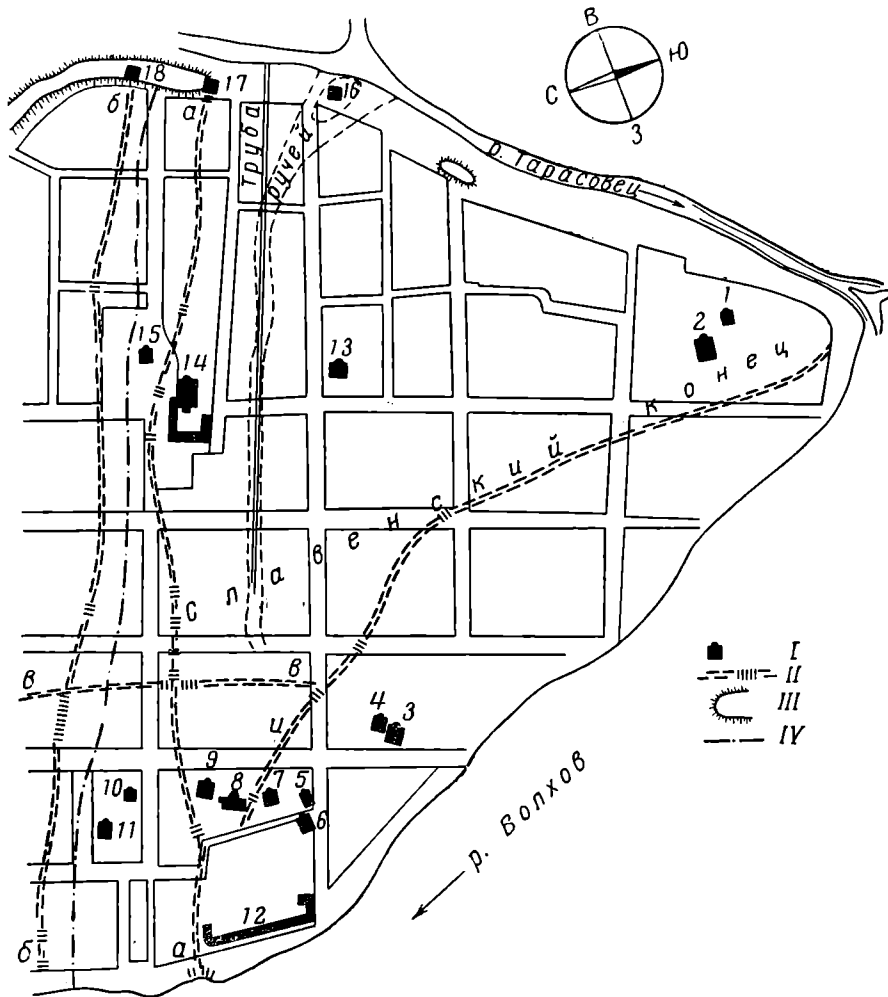 В
Ю
С
З
18
17
16
б
а
труба
ручей
р. Тарасовец
1
2
15
14
13
Славенский конец
в
в
и
4
3
9
8
7
5
10
11
6
12
б
а
р. Волхов
I
II
III
IV